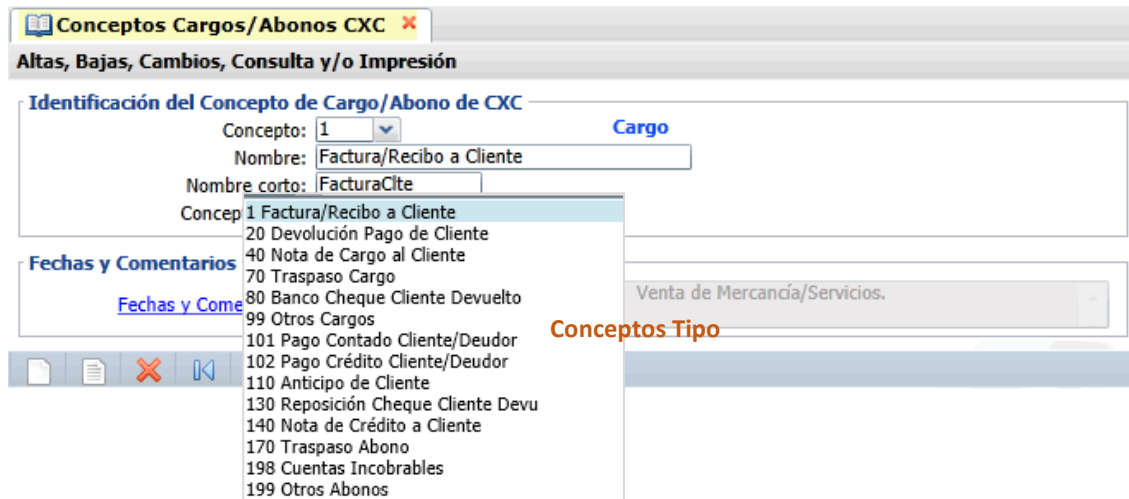 Conceptos Cargos/Abonos CXC
Altas, Bajas, Cambios, Consulta y/o Impresión
Identificación del Concepto de Cargo/Abono de CXC
Concepto: 1 Cargo
Nombre: Factura/Recibo a Cliente
Nombre corto: FacturaClte
Concep
1 Factura/Recibo a Cliente
20 Devolución Pago de Cliente
40 Nota de Cargo al Cliente
70 Traspaso Cargo
80 Banco Cheque Cliente Devuelto
99 Otros Cargos
101 Pago Contado Cliente/Deudor
102 Pago Crédito Cliente/Deudor
110 Anticipo de Cliente
130 Reposición Cheque Cliente Devu
140 Nota de Crédito a Cliente
170 Traspaso Abono
198 Cuentas Incobrables
199 Otros Abonos
Fechas y Comentarios
Fechas y Come
Venta de Mercancía/Servicios.
Conceptos Tipo